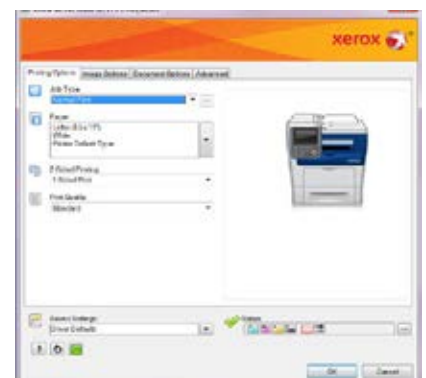 xerox
Printing Options Image Options Document Options Advanced
Job Type
Normal Print
Paper
Letter (8.5 x 11")
White
Printer Default Type
2-Sided Printing
1-Sided Print
Print Quality
Standard
Saved Settings
Driver Defaults
Status
OK Cancel